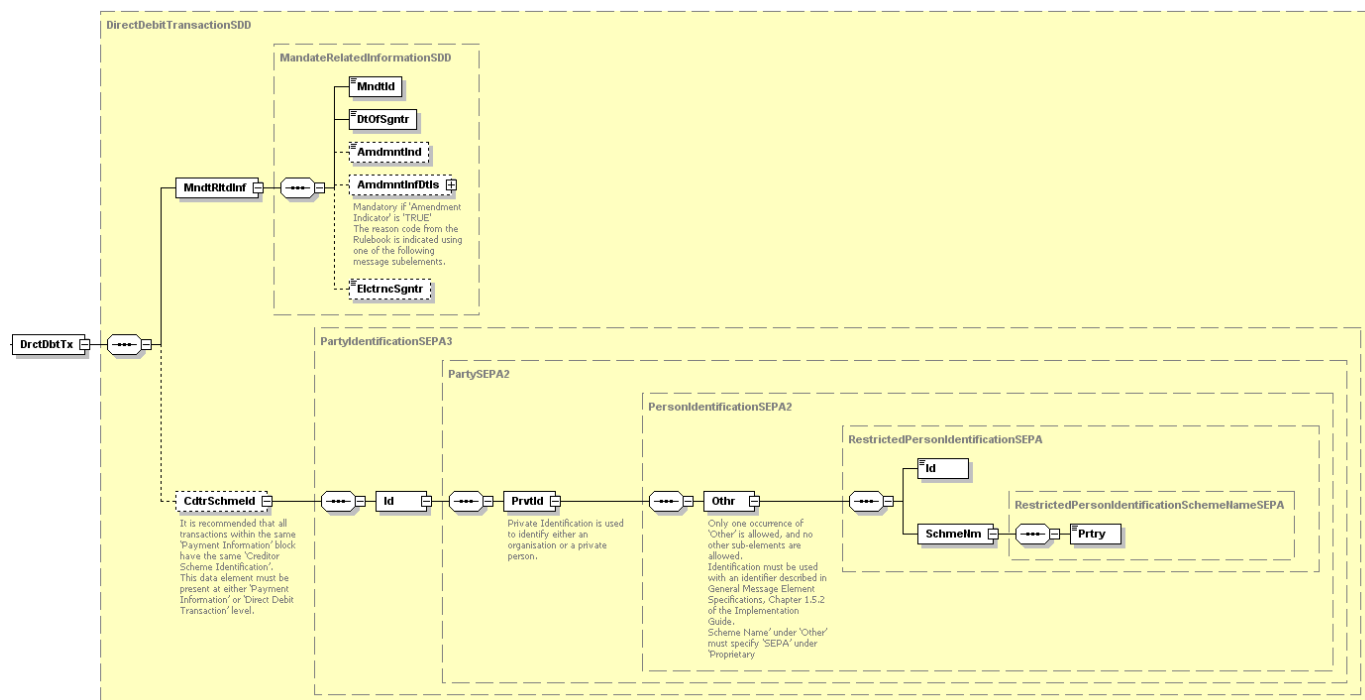 DirectDebitTransactionSDD
MandateRelatedInformationSDD
MndtId
DtOfSgntr
AmdmntInd
MndtRltdInf
AmdmntInfDtls
Mandatory if 'Amendment
Indicator' is 'TRUE'
The reason code from the
Rulebook is indicated using
one of the following
message subelements.
ElctrncSgntr
DrctDbtTx
PartyIdentificationSEPA3
PartySEPA2
PersonIdentificationSEPA2
RestrictedPersonIdentificationSEPA
Id
RestrictedPersonIdentificationSchemeNameSEPA
CdtrSchmeId
Id
PrvtId
Othr
SchmeNm
Prtry
It is recommended that all
transactions within the same
'Payment Information' block
have the same 'Creditor
Scheme Identification'.
This data element must be
present at either 'Payment
Information' or 'Direct Debit
Transaction' level.
Private Identification is used
to identify either an
organisation or a private
person.
Only one occurrence of
'Other' is allowed, and no
other sub-elements are
allowed.
Identification must be used
with an identifier described in
General Message Element
Specifications, Chapter 1.5.2
of the Implementation
Guide.
Scheme Name' under 'Other'
must specify 'SEPA' under
'Proprietary